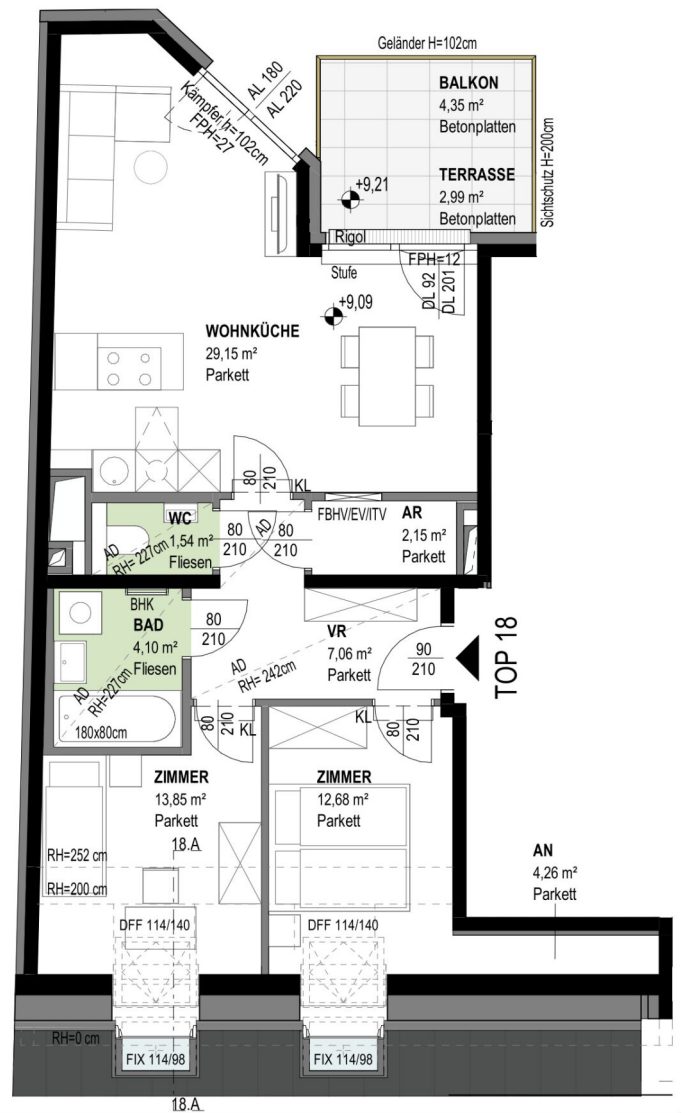 Geländer H=102cm
AL 180
AL 220
Kämpfer h=102cm
FPH=27
BALKON
4,35 m²
Betonplatten
TERRASSE
2,99 m²
Betonplatten
Sichtschutz H=200cm
+9,21
Rigol
Stufe
FPH=12
DL 92
DL 201
+9,09
WOHNKÜCHE
29,15 m²
Parkett
80
210
KL
FBHV/EV/ITV
AR
2,15 m²
Parkett
WC
1,54 m²
Fliesen
AD
RH= 227cm
80
210
AD
80
210
BHK
BAD
4,10 m²
Fliesen
AD
RH=227cm
180x80cm
80
210
VR
7,06 m²
Parkett
AD
RH= 242cm
90
210
TOP 18
80
210
KL
KL
80
210
ZIMMER
13,85 m²
Parkett
18.A
ZIMMER
12,68 m²
Parkett
RH=252 cm
RH=200 cm
AN
4,26 m²
Parkett
DFF 114/140
DFF 114/140
RH=0 cm
FIX 114/98
FIX 114/98
18.A